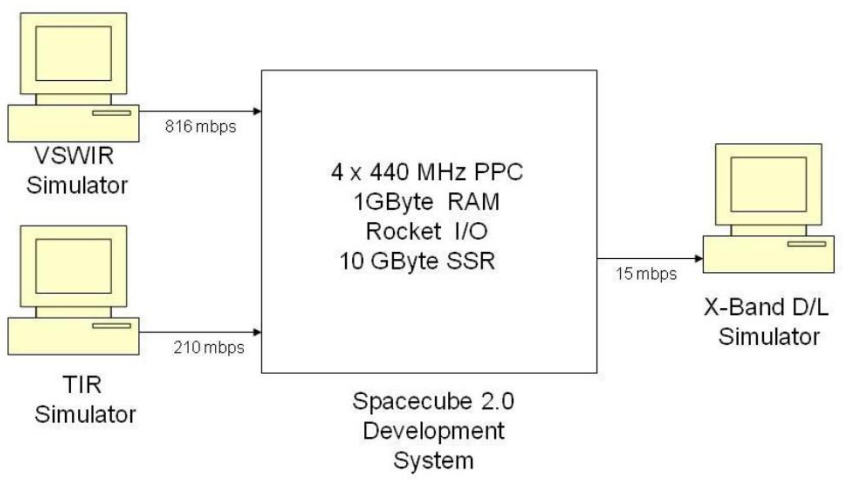 816 mbps
VSWIR
Simulator
4 x 440 MHz PPC
1GByte RAM
Rocket I/O
10 GByte SSR
15 mbps
X-Band D/L
Simulator
210 mbps
TIR
Simulator
Spacecube 2.0
Development
System